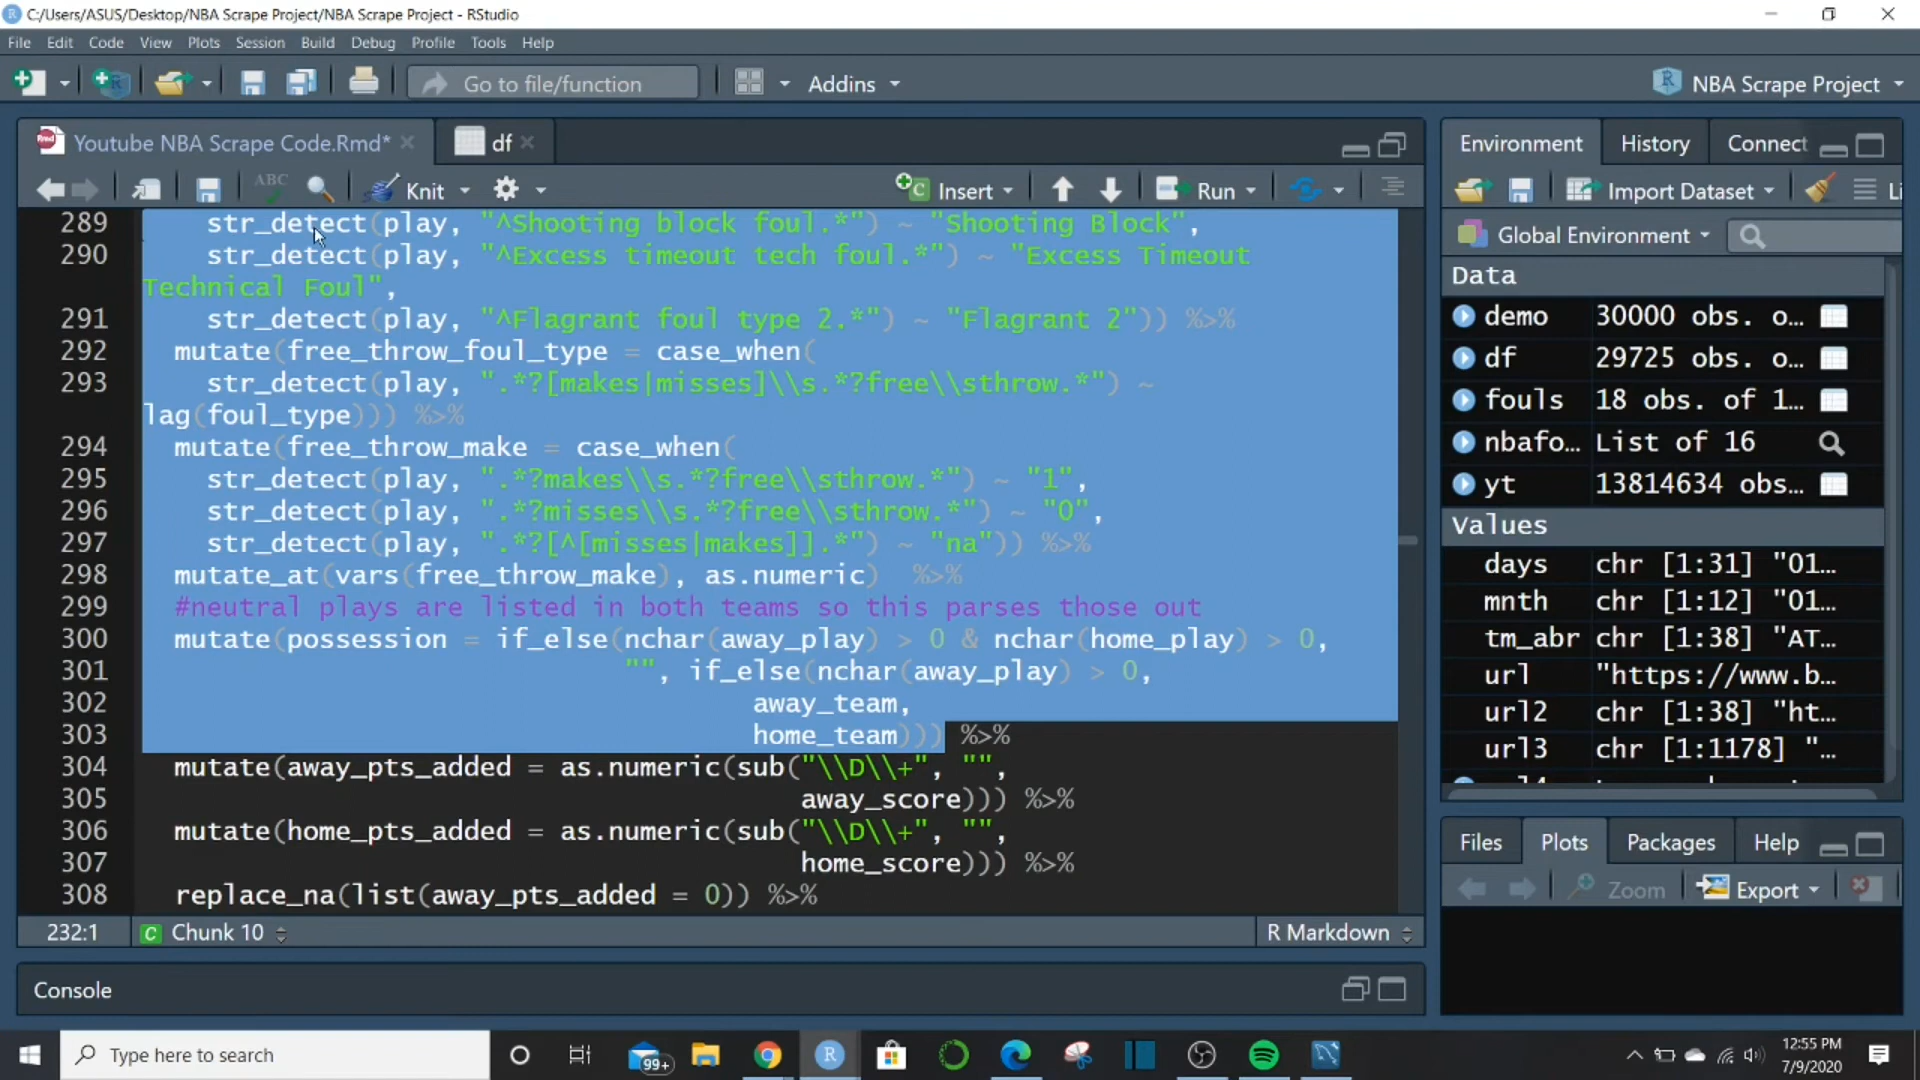 C:/Users/ASUS/Desktop/NBA Scrape Project/NBA Scrape Project - RStudio
File Edit Code View Plots Session Build Debug Profile Tools Help
Go to file/function Addins NBA Scrape Project
Youtube NBA Scrape Code.Rmd* df
ABC Knit Insert Run
289 str_detect(play, "^Shooting block foul.*") ~ "Shooting Block",
290 str_detect(play, "^Excess timeout tech foul.*") ~ "Excess Timeout
Technical Foul",
291 str_detect(play, "^Flagrant foul type 2.*") ~ "Flagrant 2")) %>%
292 mutate(free_throw_foul_type = case_when(
293 str_detect(play, ".*?[makes|misses]\\s.*?free\\sthrow.*") ~
lag(foul_type))) %>%
294 mutate(free_throw_make = case_when(
295 str_detect(play, ".*?makes\\s.*?free\\sthrow.*") ~ "1",
296 str_detect(play, ".*?misses\\s.*?free\\sthrow.*") ~ "0",
297 str_detect(play, ".*?[^[misses|makes]].*") ~ "na")) %>%
298 mutate_at(vars(free_throw_make), as.numeric) %>%
299 #neutral plays are listed in both teams so this parses those out
300 mutate(possession = if_else(nchar(away_play) > 0 & nchar(home_play) > 0,
301 "", if_else(nchar(away_play) > 0,
302 away_team,
303 home_team))) %>%
304 mutate(away_pts_added = as.numeric(sub("\\D\\+", "",
305 away_score))) %>%
306 mutate(home_pts_added = as.numeric(sub("\\D\\+", "",
307 home_score))) %>%
308 replace_na(list(away_pts_added = 0)) %>%
232:1 C Chunk 10 R Markdown
Console
Environment History Connect
Import Dataset Li
Global Environment
Data
demo 30000 obs. o...
df 29725 obs. o...
fouls 18 obs. of 1...
nbafo... List of 16
yt 13814634 obs...
Values
days chr [1:31] "01...
mnth chr [1:12] "01...
tm_abr chr [1:38] "AT...
url "https://www.b...
url2 chr [1:38] "ht...
url3 chr [1:1178] "...
Files Plots Packages Help
Zoom Export
Type here to search
99+
12:55 PM
7/9/2020